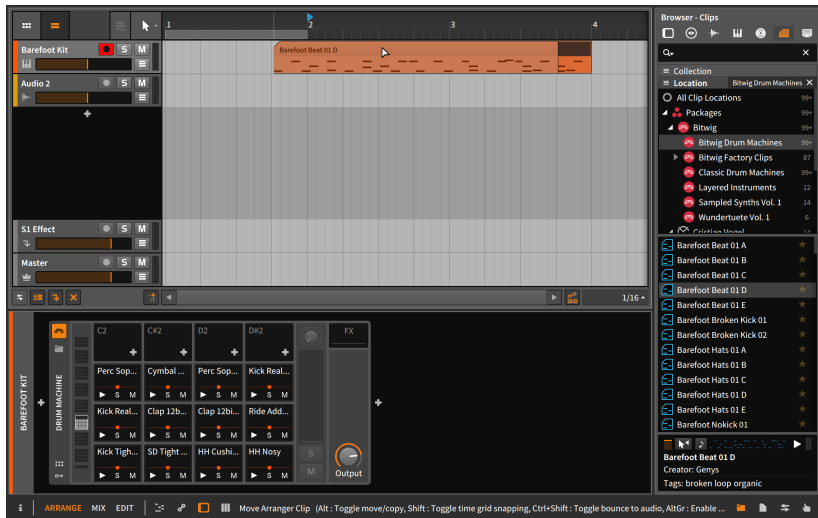 1
2
3
4
Barefoot Kit
S M
Barefoot Beat 01 D
Audio 2
S M
S1 Effect
S M
Master
S M
1/16
BAREFOOT KIT
DRUM MACHINE
C2
C#2
D2
D#2
FX
Perc Sop...
Cymbal ...
Perc Sop...
Kick Real...
S M
S M
S M
S M
Kick Real...
Clap 12b...
Clap 12bi...
Ride Add...
S M
S M
S M
S M
Kick Tigh...
SD Tight ...
HH Cushi...
HH Nosy
S M
S M
S M
S M
S
M
Output
Browser - Clips
Collection
Location Bitwig Drum Machines
All Clip Locations 99+
Packages 99+
Bitwig 99+
Bitwig Drum Machines 99+
Bitwig Factory Clips 87
Classic Drum Machines 99+
Layered Instruments 12
Sampled Synths Vol. 1 14
Wundertuete Vol. 1 6
Cristian Vogel 14
Barefoot Beat 01 A
Barefoot Beat 01 B
Barefoot Beat 01 C
Barefoot Beat 01 D
Barefoot Beat 01 E
Barefoot Broken Kick 01
Barefoot Broken Kick 02
Barefoot Hats 01 A
Barefoot Hats 01 B
Barefoot Hats 01 C
Barefoot Hats 01 D
Barefoot Hats 01 E
Barefoot Nokick 01
Barefoot Beat 01 D
Creator: Genys
Tags: broken loop organic
i ARRANGE MIX EDIT Move Arranger Clip (Alt : Toggle move/copy, Shift : Toggle time grid snapping, Ctrl+Shift : Toggle bounce to audio, AltGr : Enable ...